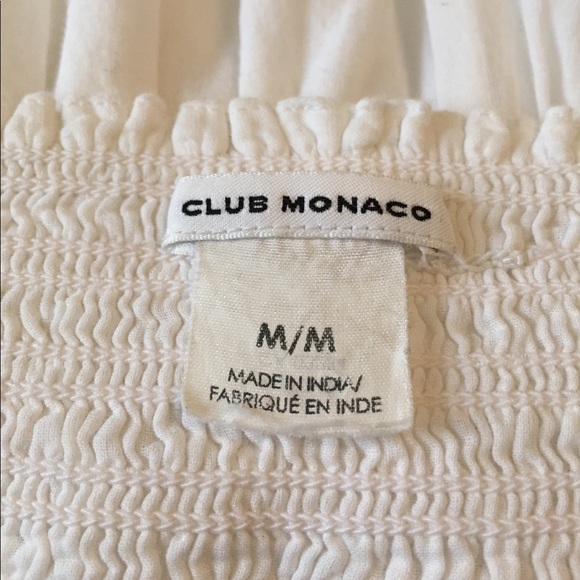 CLUB MONACO
M/M
MADE IN INDIA/
FABRIQUÉ EN INDE